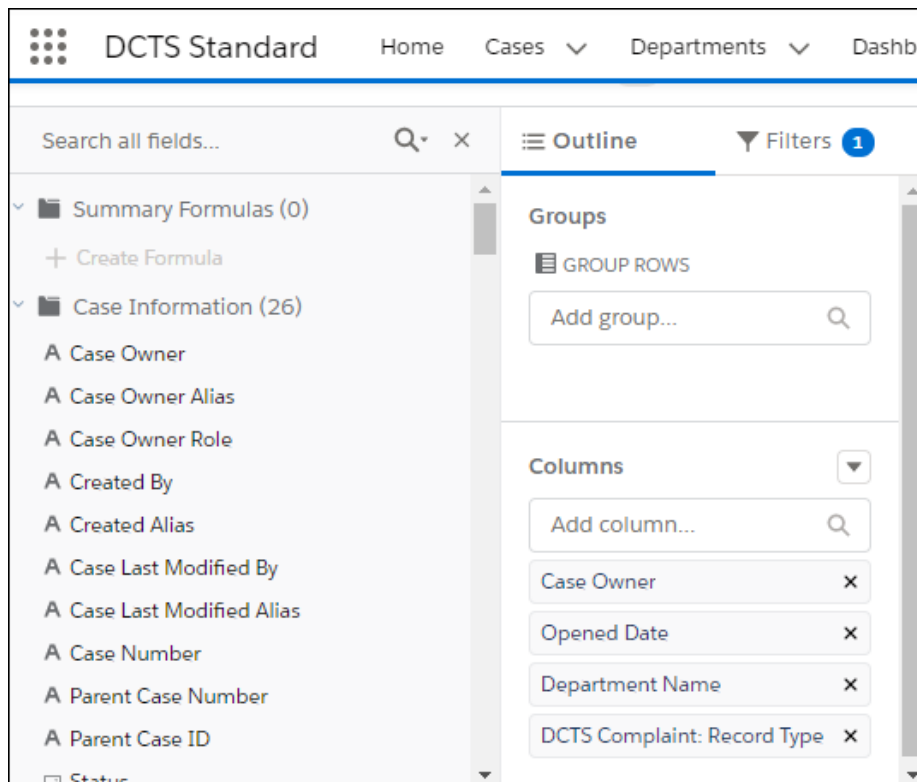 DCTS Standard Home Cases Departments Dashb
Search all fields...
Summary Formulas (0)
Create Formula
Case Information (26)
A Case Owner
A Case Owner Alias
A Case Owner Role
A Created By
A Created Alias
A Case Last Modified By
A Case Last Modified Alias
A Case Number
A Parent Case Number
A Parent Case ID
Status
Outline Filters 1
Groups
GROUP ROWS
Add group...
Columns
Add column...
Case Owner
Opened Date
Department Name
DCTS Complaint: Record Type